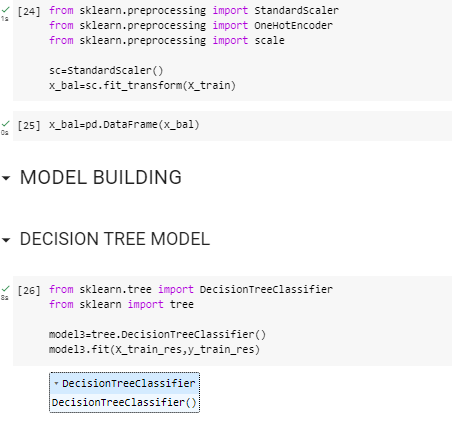 [24] from sklearn.preprocessing import StandardScaler
from sklearn.preprocessing import OneHotEncoder
from sklearn.preprocessing import scale
1s
sc=StandardScaler()
x_bal=sc.fit_transform(X_train)
[25] x_bal=pd.DataFrame(x_bal)
0s
MODEL BUILDING
DECISION TREE MODEL
[26] from sklearn.tree import DecisionTreeClassifier
from sklearn import tree
8s
model3=tree.DecisionTreeClassifier()
model3.fit(X_train_res,y_train_res)
DecisionTreeClassifier
DecisionTreeClassifier()